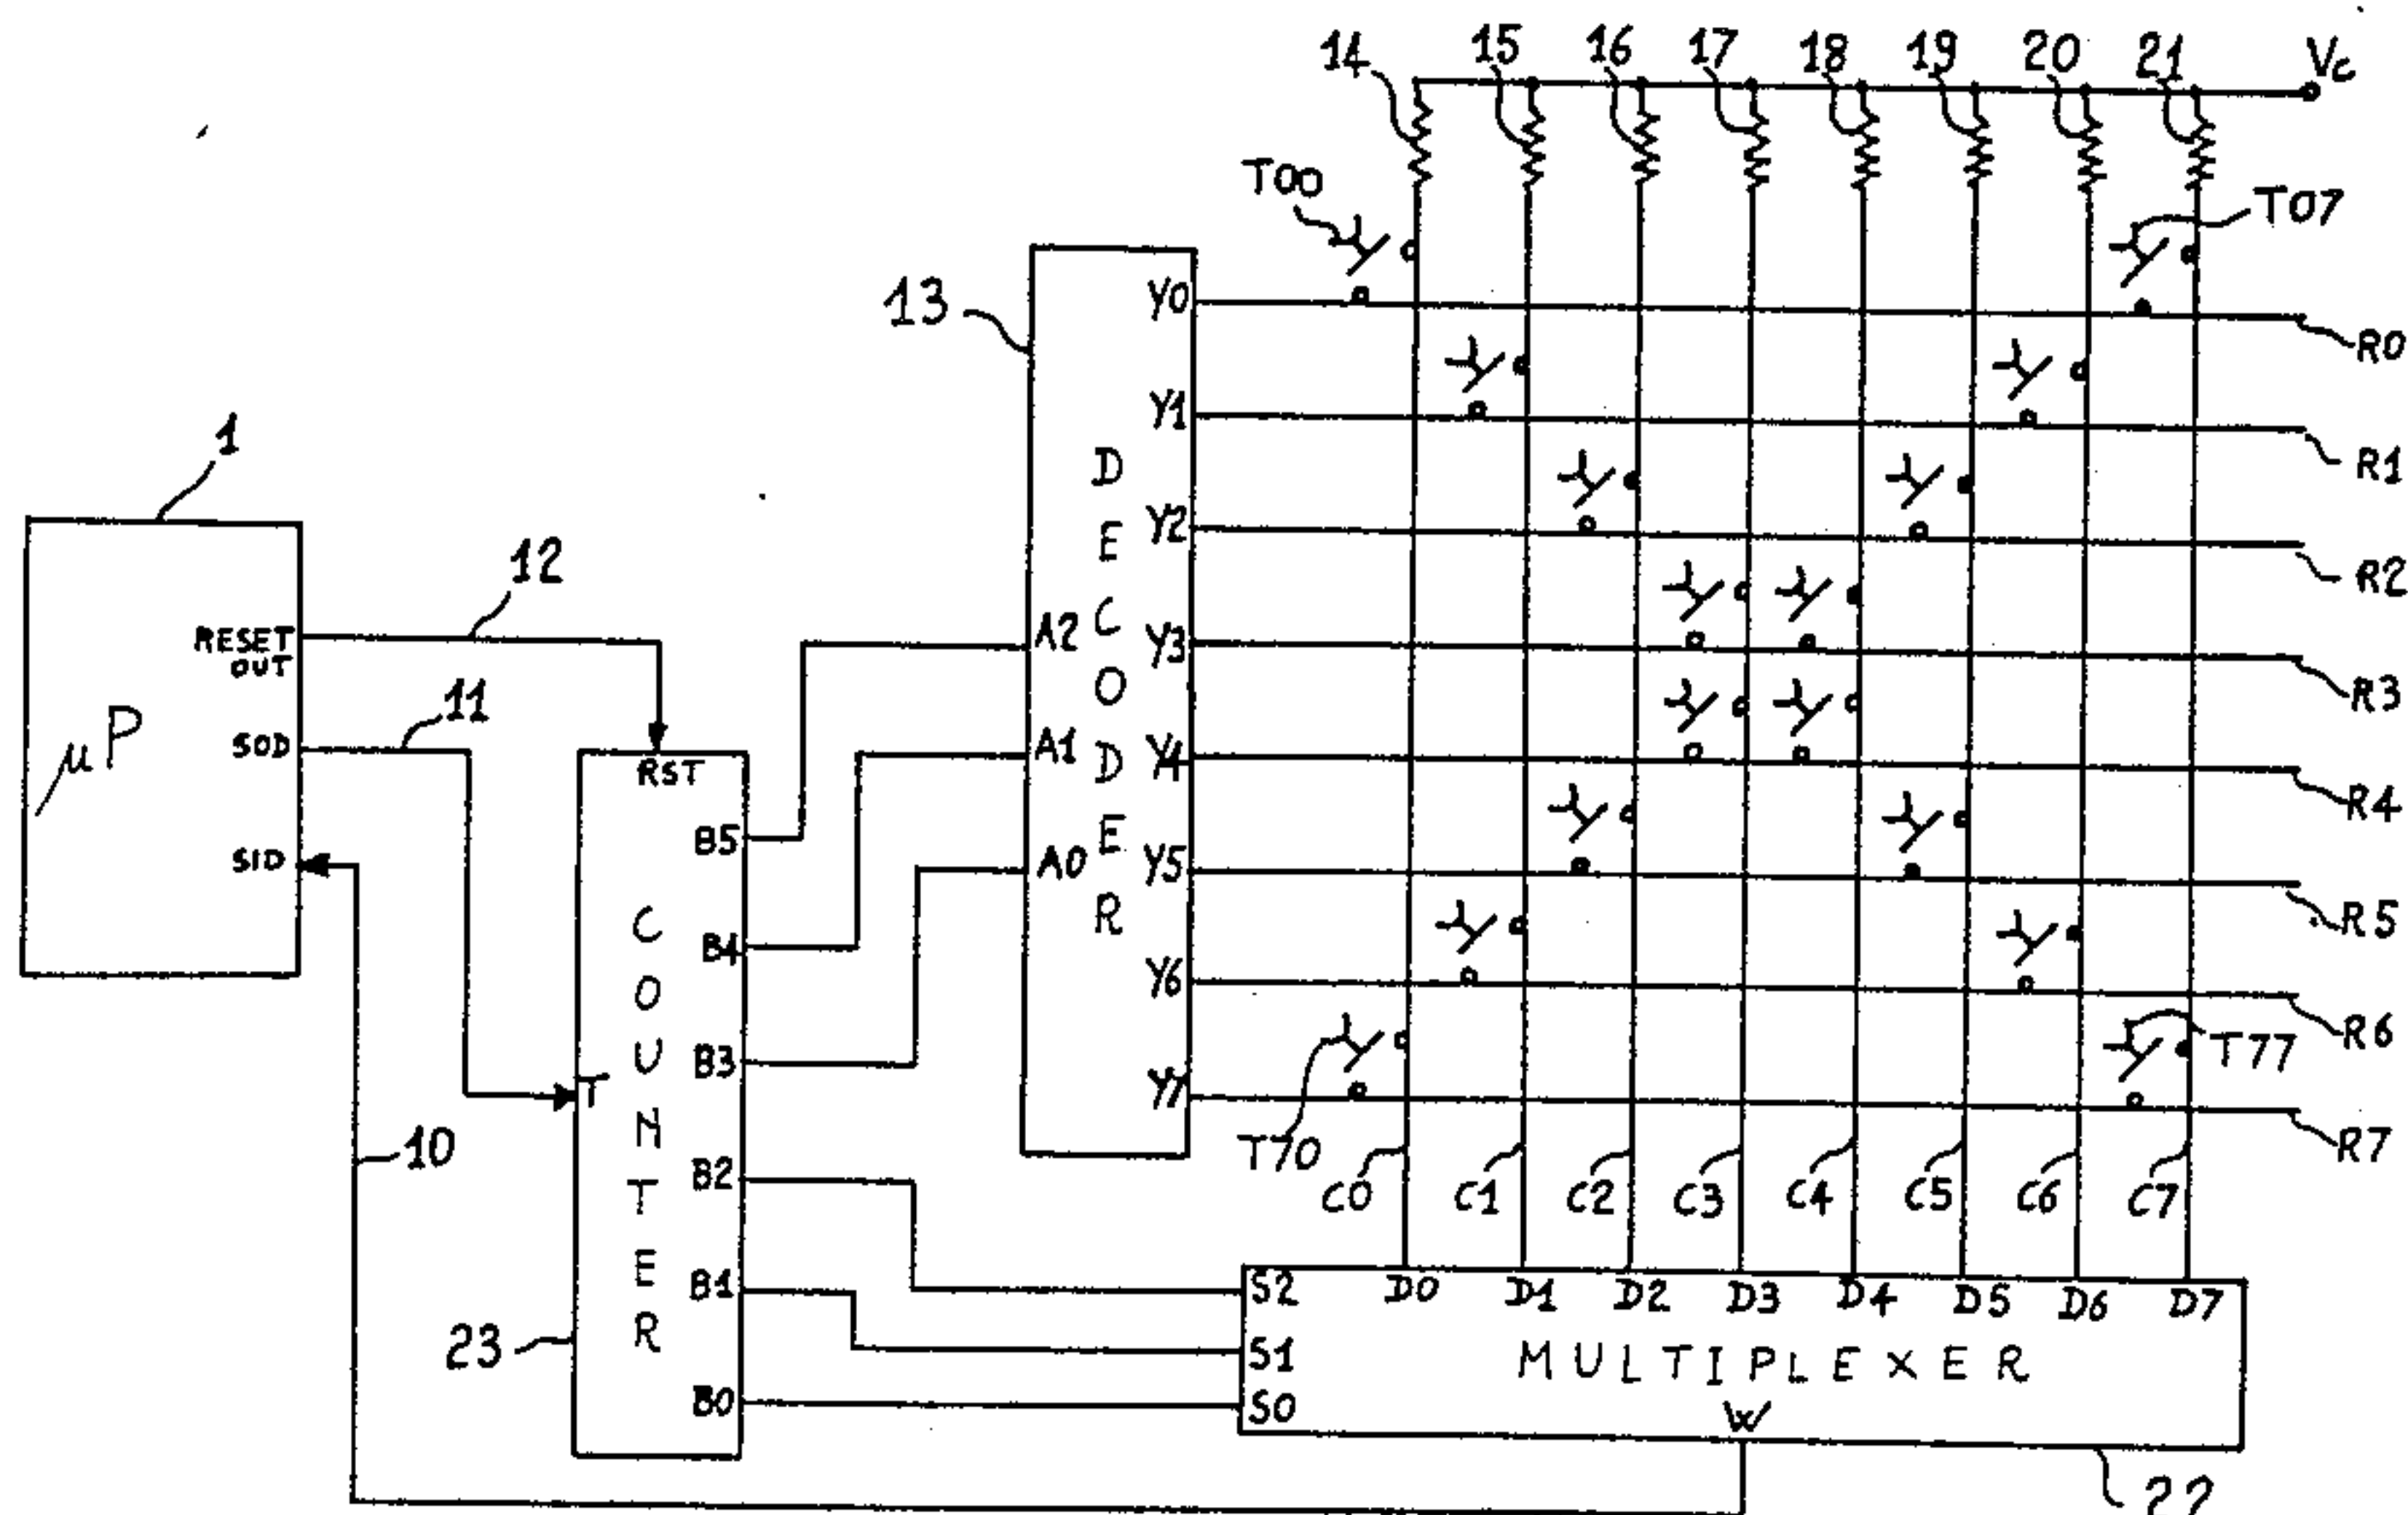 14 15 16 17 18 19 20 21 Vc
T00
T07
13
Y0
R0
Y1
R1
1
D
E
C
O
D
E
R
Y2
R2
12
RESET
OUT
A2
Y3
R3
11
μP
SOD
RST
A1
Y4
R4
SID
B5
A0
Y5
R5
C
O
U
N
T
E
R
B4
Y6
R6
B3
T
Y7
T77
T70
R7
10
B2
C0 C1 C2 C3 C4 C5 C6 C7
B1
S2 D0 D1 D2 D3 D4 D5 D6 D7
23
S1 MULTIPLEXER
B0
S0 W
22